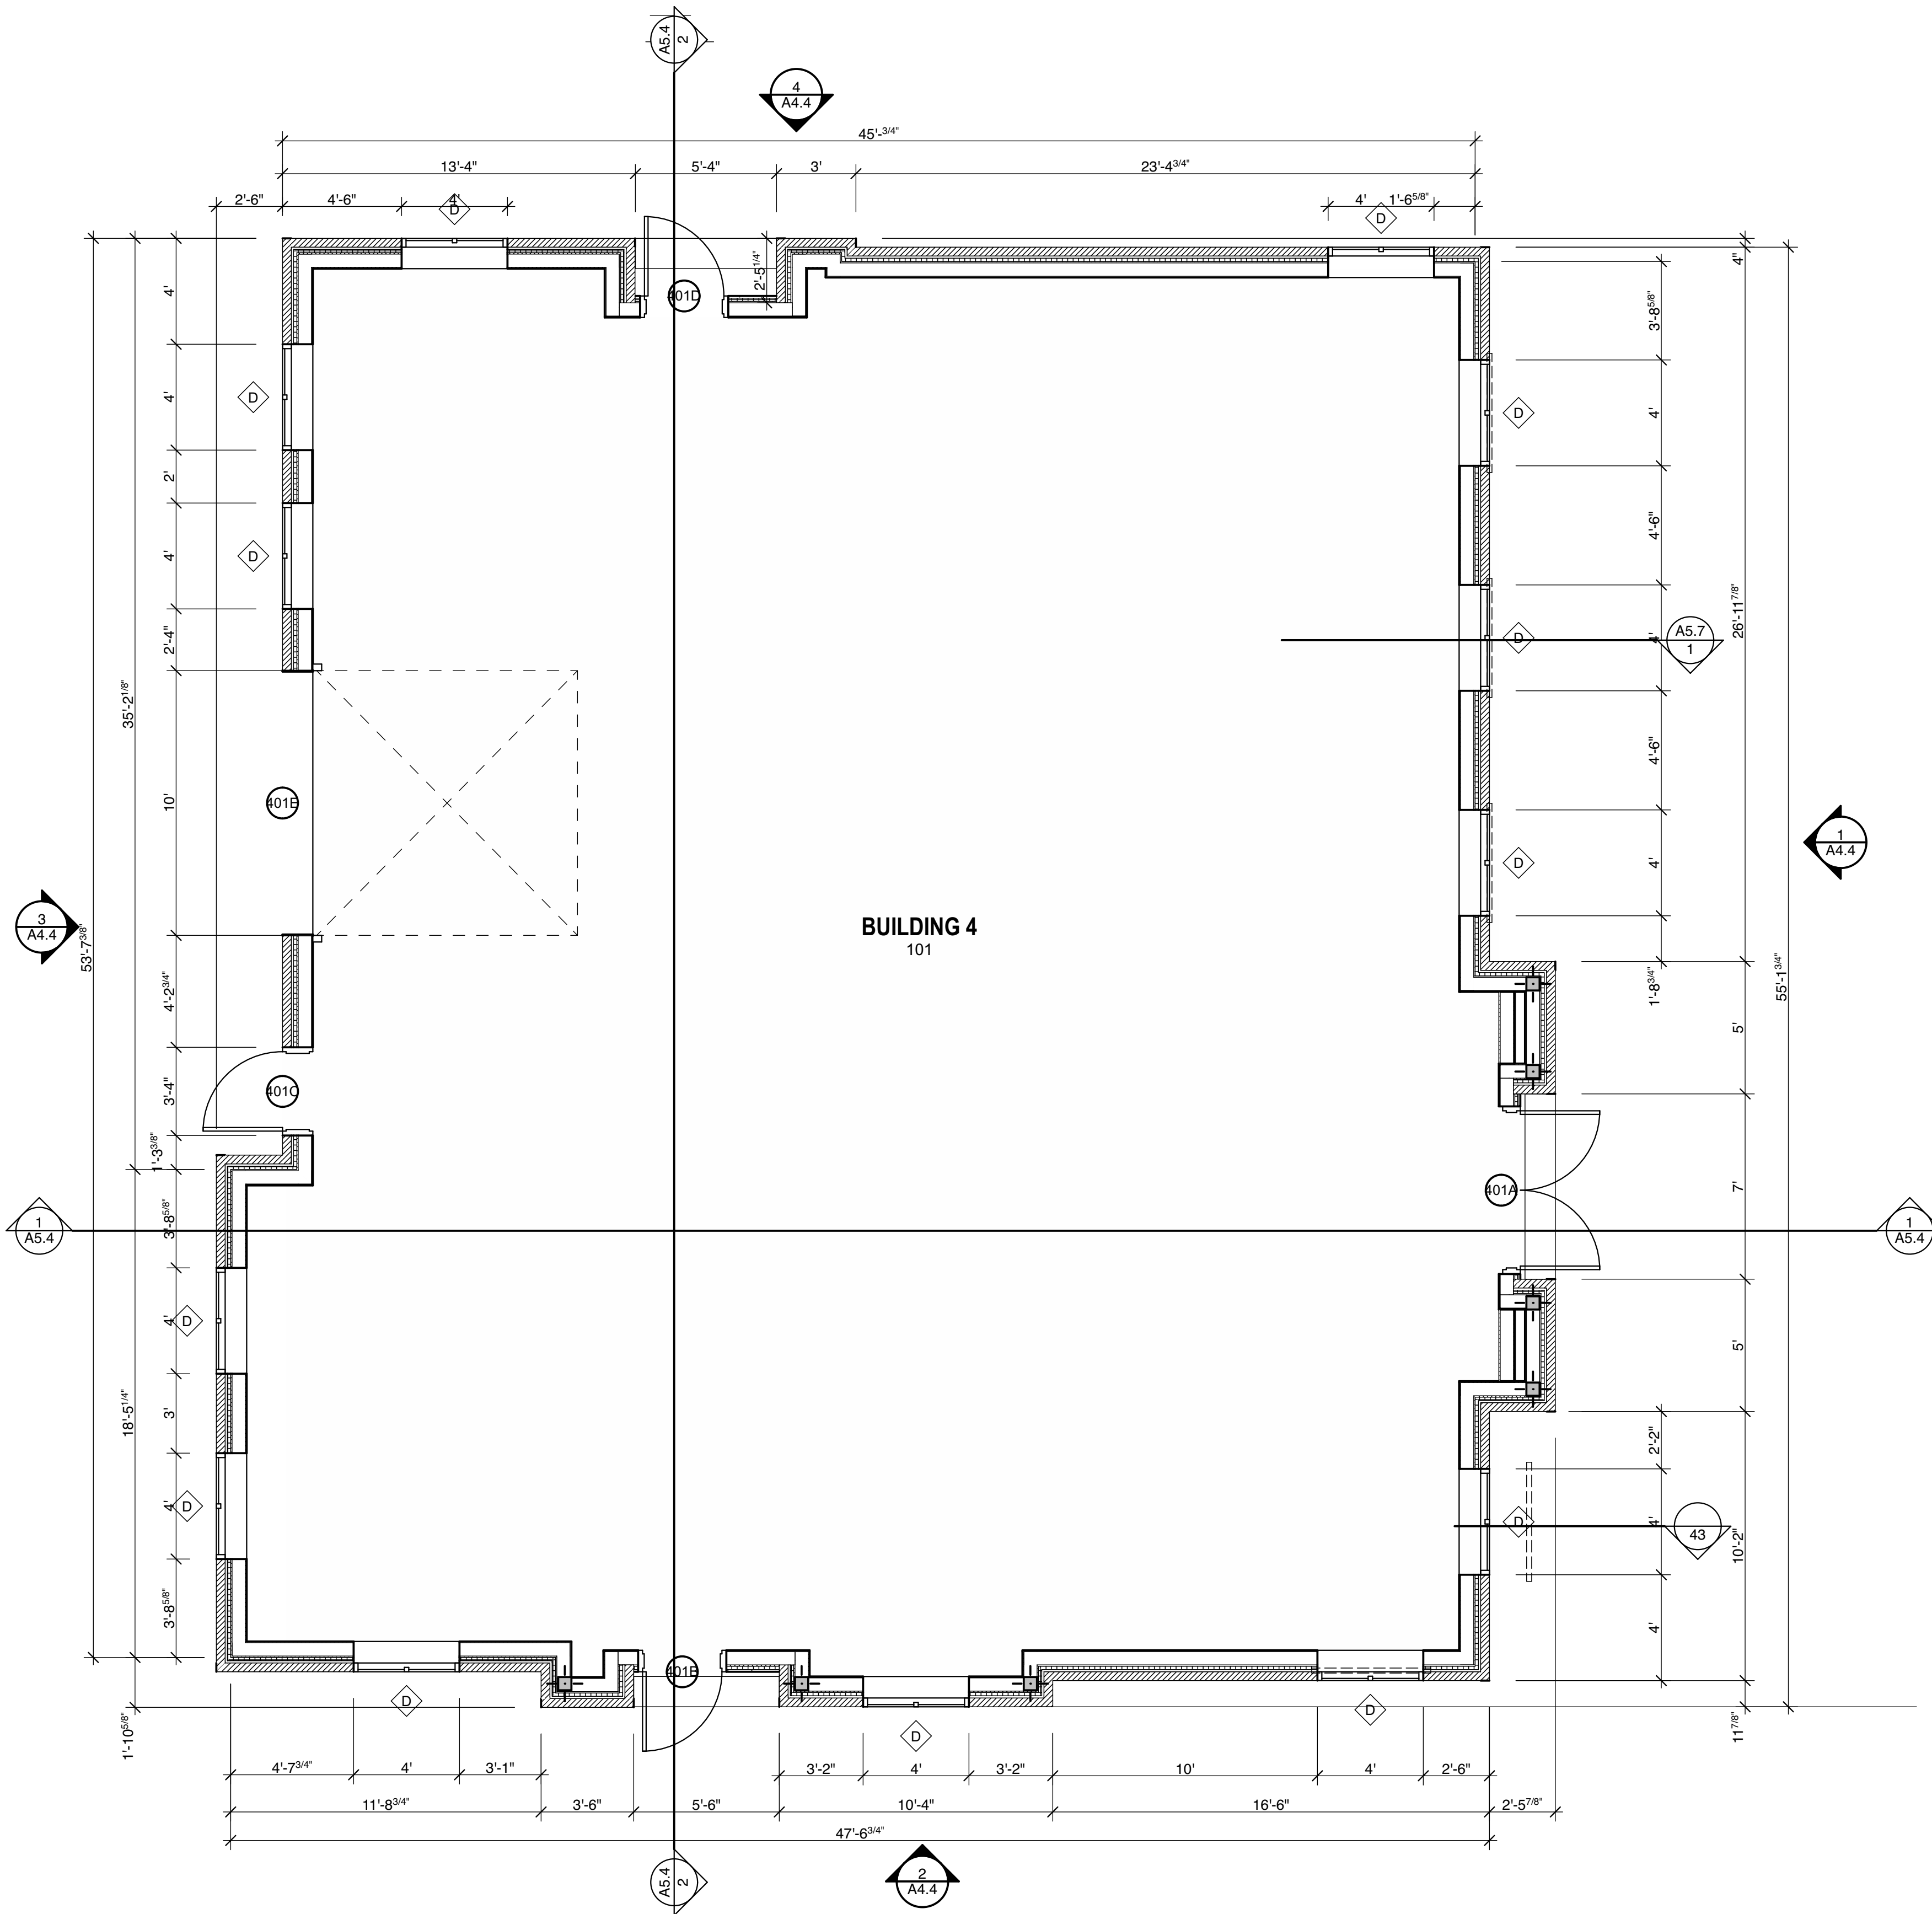 A5.4
2
4
A4.4
45'-3/4"
13'-4"
5'-4"
3'
23'-4 3/4"
2'-6"
4'-6"
4'
4'
1'-6 5/8"
D
D
4'
2'-5 1/4"
401D
4"
3'-8 5/8"
4'
D
D
4'
2'
4'
D
D
4'-6"
2'-4"
35'-2 1/8"
4'
D
A5.7
1
26'-11 7/8"
10'
401E
4'-6"
4'
D
1
A4.4
3
A4.4
53'-7 3/8"
BUILDING 4
101
4'-2 3/4"
1'-8 3/4"
55'-1 3/4"
5'
3'-4"
401C
1'-3 3/8"
401A
7'
3'-8 5/8"
1
A5.4
1
A5.4
4'
D
5'
18'-5 1/4"
3'
2'-2"
4'
D
D
4'
43
10'-2"
3'-8 5/8"
4'
401B
D
D
D
1'-10 5/8"
11 7/8"
4'-7 3/4"
4'
3'-1"
3'-2"
4'
3'-2"
10'
4'
2'-6"
11'-8 3/4"
3'-6"
5'-6"
10'-4"
16'-6"
2'-5 7/8"
47'-6 3/4"
A5.4
2
2
A4.4